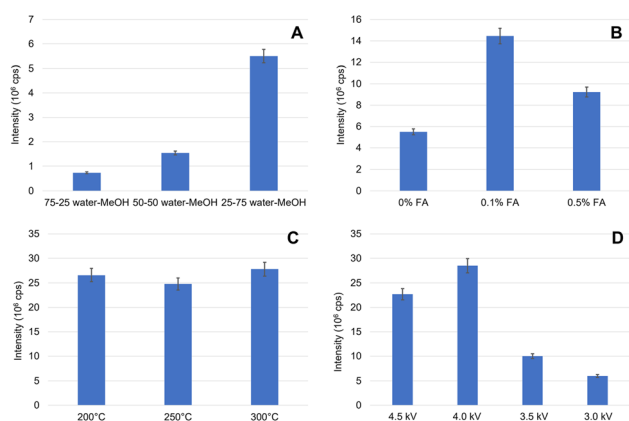 A
Intensity (10⁶ cps)
7
6
5
4
3
2
1
0
75-25 water-MeOH 50-50 water-MeOH 25-75 water-MeOH
B
Intensity (10⁶ cps)
16
14
12
10
8
6
4
2
0
0% FA 0.1% FA 0.5% FA
C
Intensity (10⁶ cps)
35
30
25
20
15
10
5
0
200°C 250°C 300°C
D
Intensity (10⁶ cps)
35
30
25
20
15
10
5
0
4.5 kV 4.0 kV 3.5 kV 3.0 kV